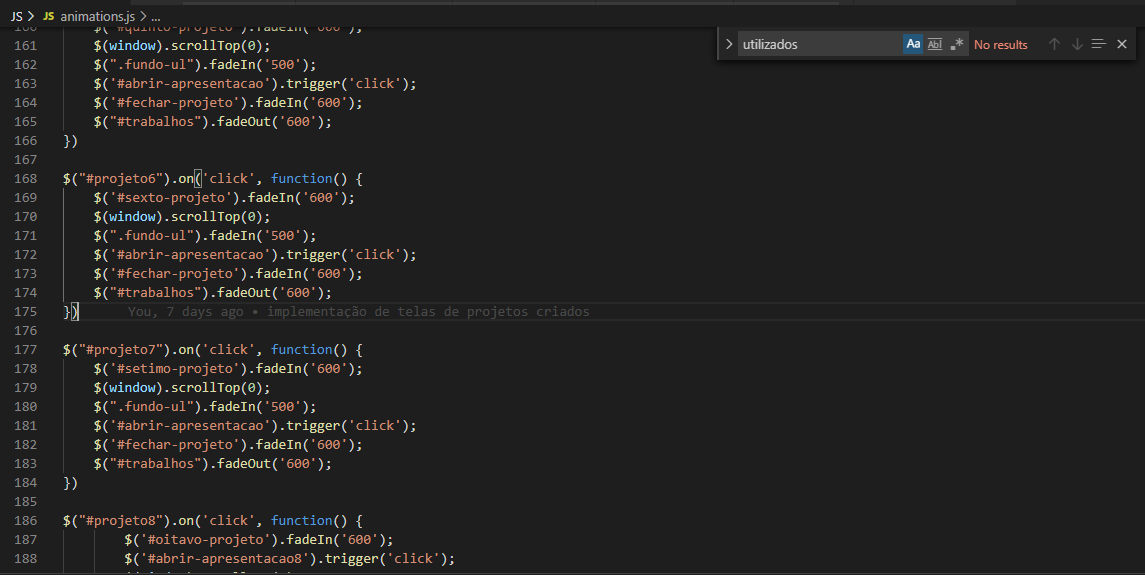 JS > JS animations.js > ...
utilizados Aa Abl .* No results
160 $('#quinto-projeto').fadeIn('600');
161 $(window).scrollTop(0);
162 $(".fundo-ul").fadeIn('500');
163 $('#abrir-apresentacao').trigger('click');
164 $('#fechar-projeto').fadeIn('600');
165 $("#trabalhos").fadeOut('600');
166 })
167
168 $("#projeto6").on('click', function() {
169 $('#sexto-projeto').fadeIn('600');
170 $(window).scrollTop(0);
171 $(".fundo-ul").fadeIn('500');
172 $('#abrir-apresentacao').trigger('click');
173 $('#fechar-projeto').fadeIn('600');
174 $("#trabalhos").fadeOut('600');
175 }) You, 7 days ago • implementação de telas de projetos criados
176
177 $("#projeto7").on('click', function() {
178 $('#setimo-projeto').fadeIn('600');
179 $(window).scrollTop(0);
180 $(".fundo-ul").fadeIn('500');
181 $('#abrir-apresentacao').trigger('click');
182 $('#fechar-projeto').fadeIn('600');
183 $("#trabalhos").fadeOut('600');
184 })
185
186 $("#projeto8").on('click', function() {
187 $('#oitavo-projeto').fadeIn('600');
188 $('#abrir-apresentacao8').trigger('click');